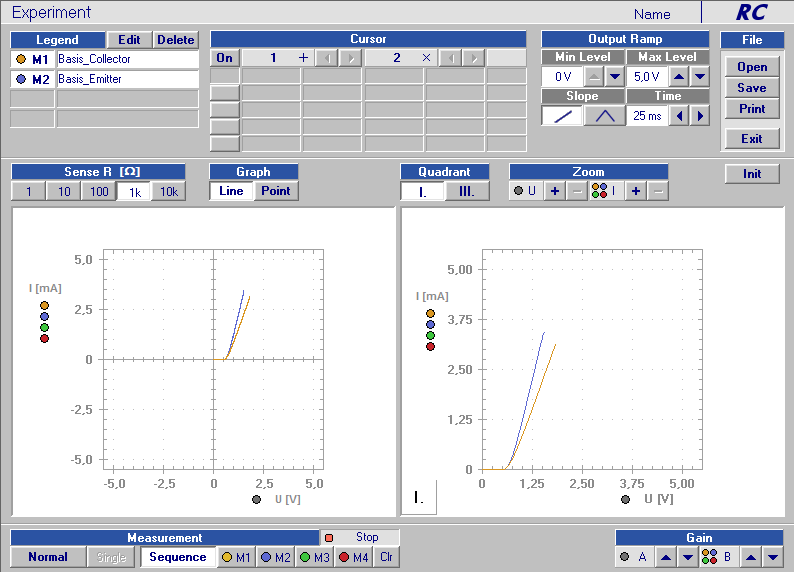 Experiment Name RC
Legend Edit Delete
M1 Basis_Collector
M2 Basis_Emitter
Cursor
On 1 + 2 ×
Output Ramp
Min Level Max Level
0 V 5,0 V
Slope Time
25 ms
File
Open
Save
Print
Exit
Init
Sense R [Ω]
1 10 100 1k 10k
Graph
Line Point
Quadrant
I. III.
Zoom
U + − I + −
I [mA]
5,0
2,5
0
-2,5
-5,0
-5,0 -2,5 0 2,5 5,0
U [V]
I [mA]
5,00
3,75
2,50
1,25
0
0 1,25 2,50 3,75 5,00
U [V]
I.
Measurement Stop
Normal Single Sequence M1 M2 M3 M4 Clr
Gain
A B